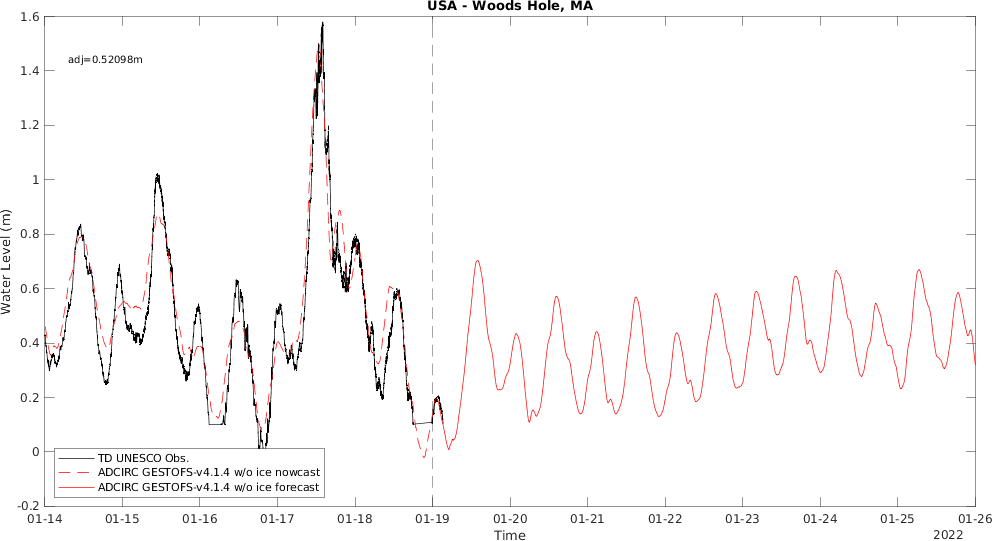 USA - Woods Hole, MA
adj=0.52098m
Water Level (m)
1.6
1.4
1.2
1
0.8
0.6
0.4
0.2
0
-0.2
TD UNESCO Obs.
ADCIRC GESTOFS-v4.1.4 w/o ice nowcast
ADCIRC GESTOFS-v4.1.4 w/o ice forecast
01-14 01-15 01-16 01-17 01-18 01-19 01-20 01-21 01-22 01-23 01-24 01-25 01-26
Time
2022